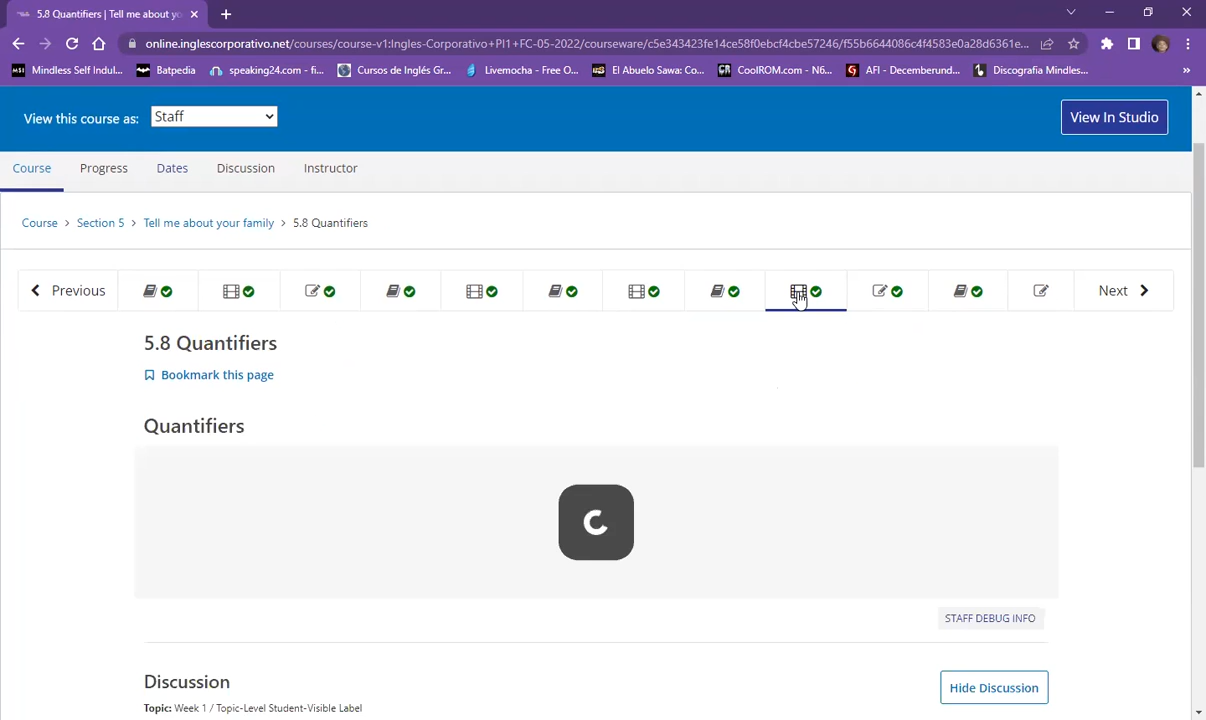 5.8 Quantifiers | Tell me about yo
online.inglescorporativo.net/courses/course-v1:Ingles-Corporativo+PI1+FC-05-2022/courseware/c5e343423fe14ce58f0ebcf4cbe57246/f55b6644086c4f4583e0a28d6361e...
Mindless Self Indul... Batpedia speaking24.com - fi... Cursos de Inglés Gr... Livemocha - Free O... El Abuelo Sawa: Co... CoolROM.com - N6... AFI - Decemberund... Discografia Mindles... »
View this course as: Staff View In Studio
Course Progress Dates Discussion Instructor
Course > Section 5 > Tell me about your family > 5.8 Quantifiers
Previous Next
5.8 Quantifiers
Bookmark this page
Quantifiers
STAFF DEBUG INFO
Discussion
Hide Discussion
Topic: Week 1 / Topic-Level Student-Visible Label